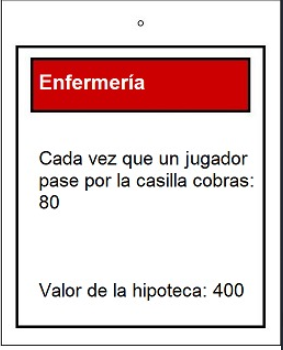 Enfermería
Cada vez que un jugador
pase por la casilla cobras:
80
Valor de la hipoteca: 400